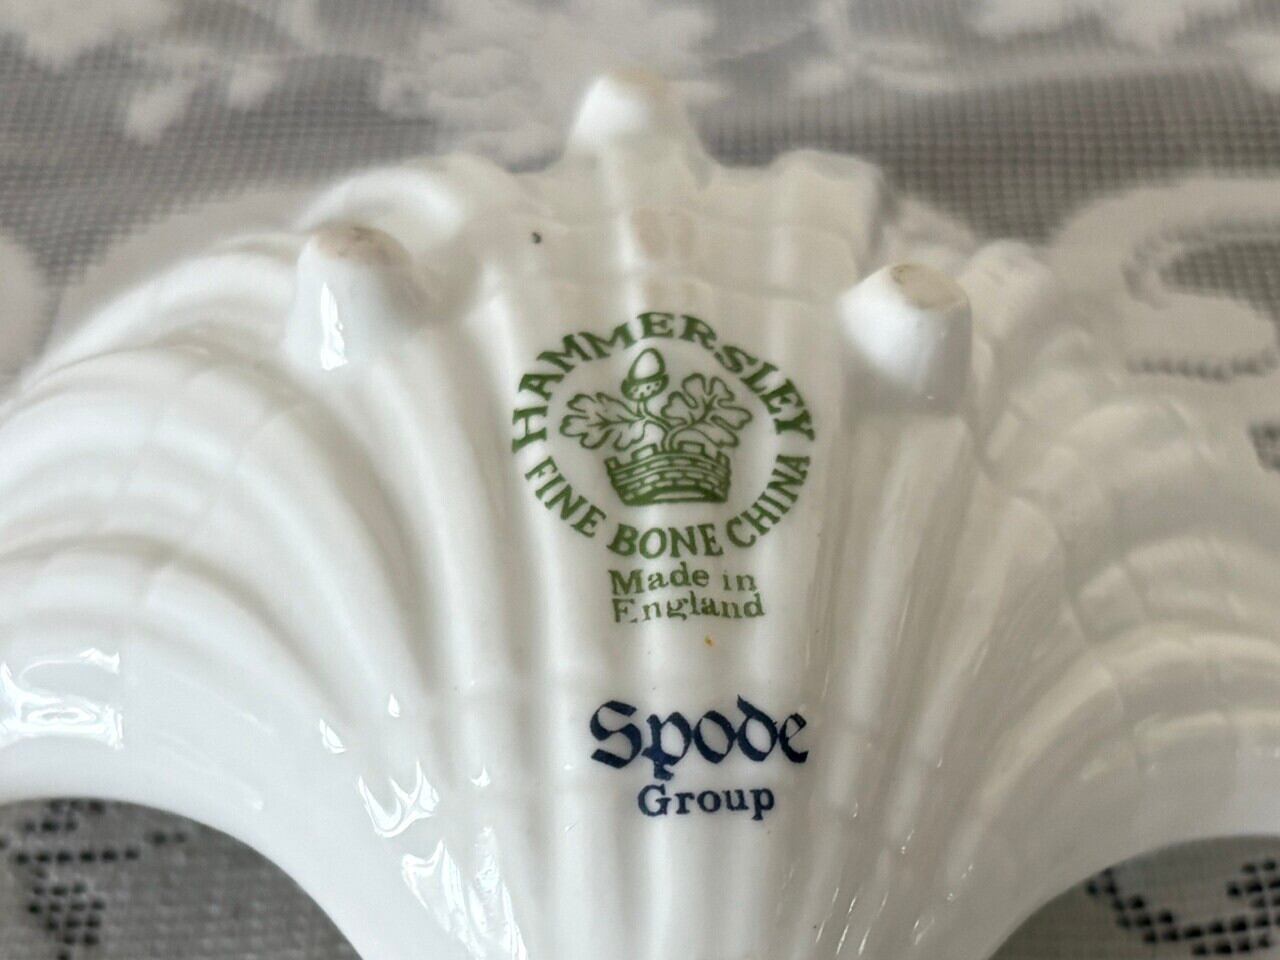 HAMMERSLEY
FINE BONE CHINA
Made in
England
Spode
Group